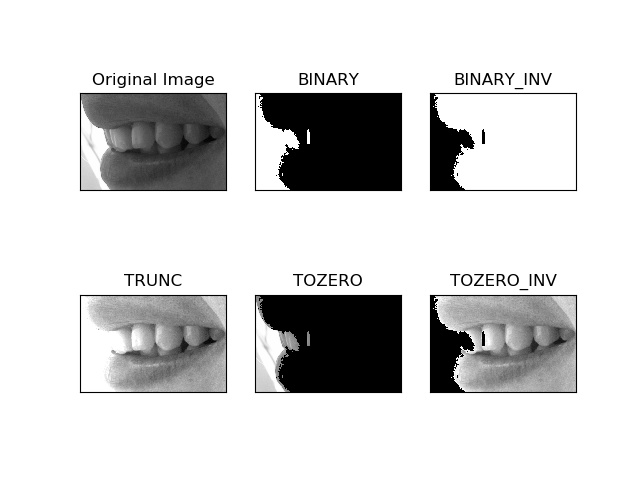 Original Image
BINARY
BINARY_INV
TRUNC
TOZERO
TOZERO_INV